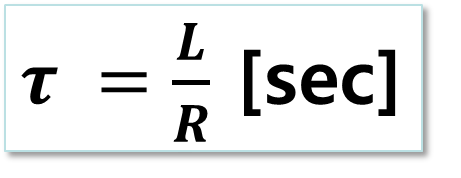 τ = L/R [sec]